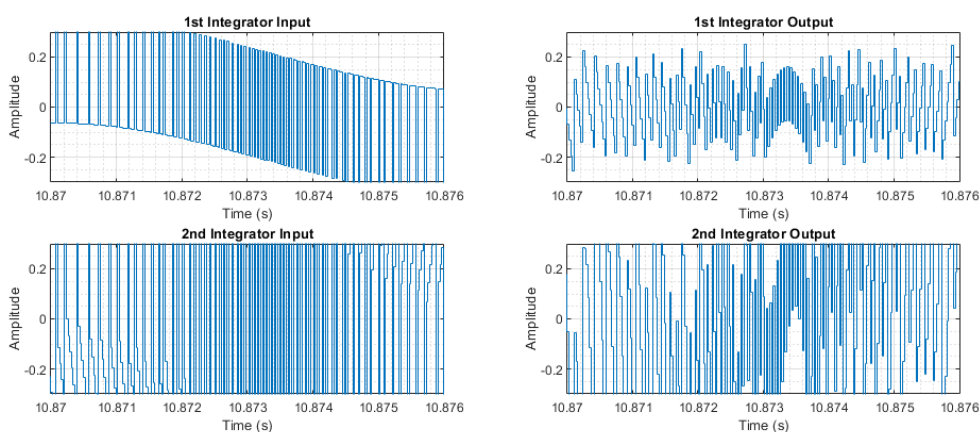 1st Integrator Input
Amplitude
0.2
0
-0.2
10.87 10.871 10.872 10.873 10.874 10.875 10.876
Time (s)
1st Integrator Output
Amplitude
0.2
0
-0.2
10.87 10.871 10.872 10.873 10.874 10.875 10.876
Time (s)
2nd Integrator Input
Amplitude
0.2
0
-0.2
10.87 10.871 10.872 10.873 10.874 10.875 10.876
Time (s)
2nd Integrator Output
Amplitude
0.2
0
-0.2
10.87 10.871 10.872 10.873 10.874 10.875 10.876
Time (s)